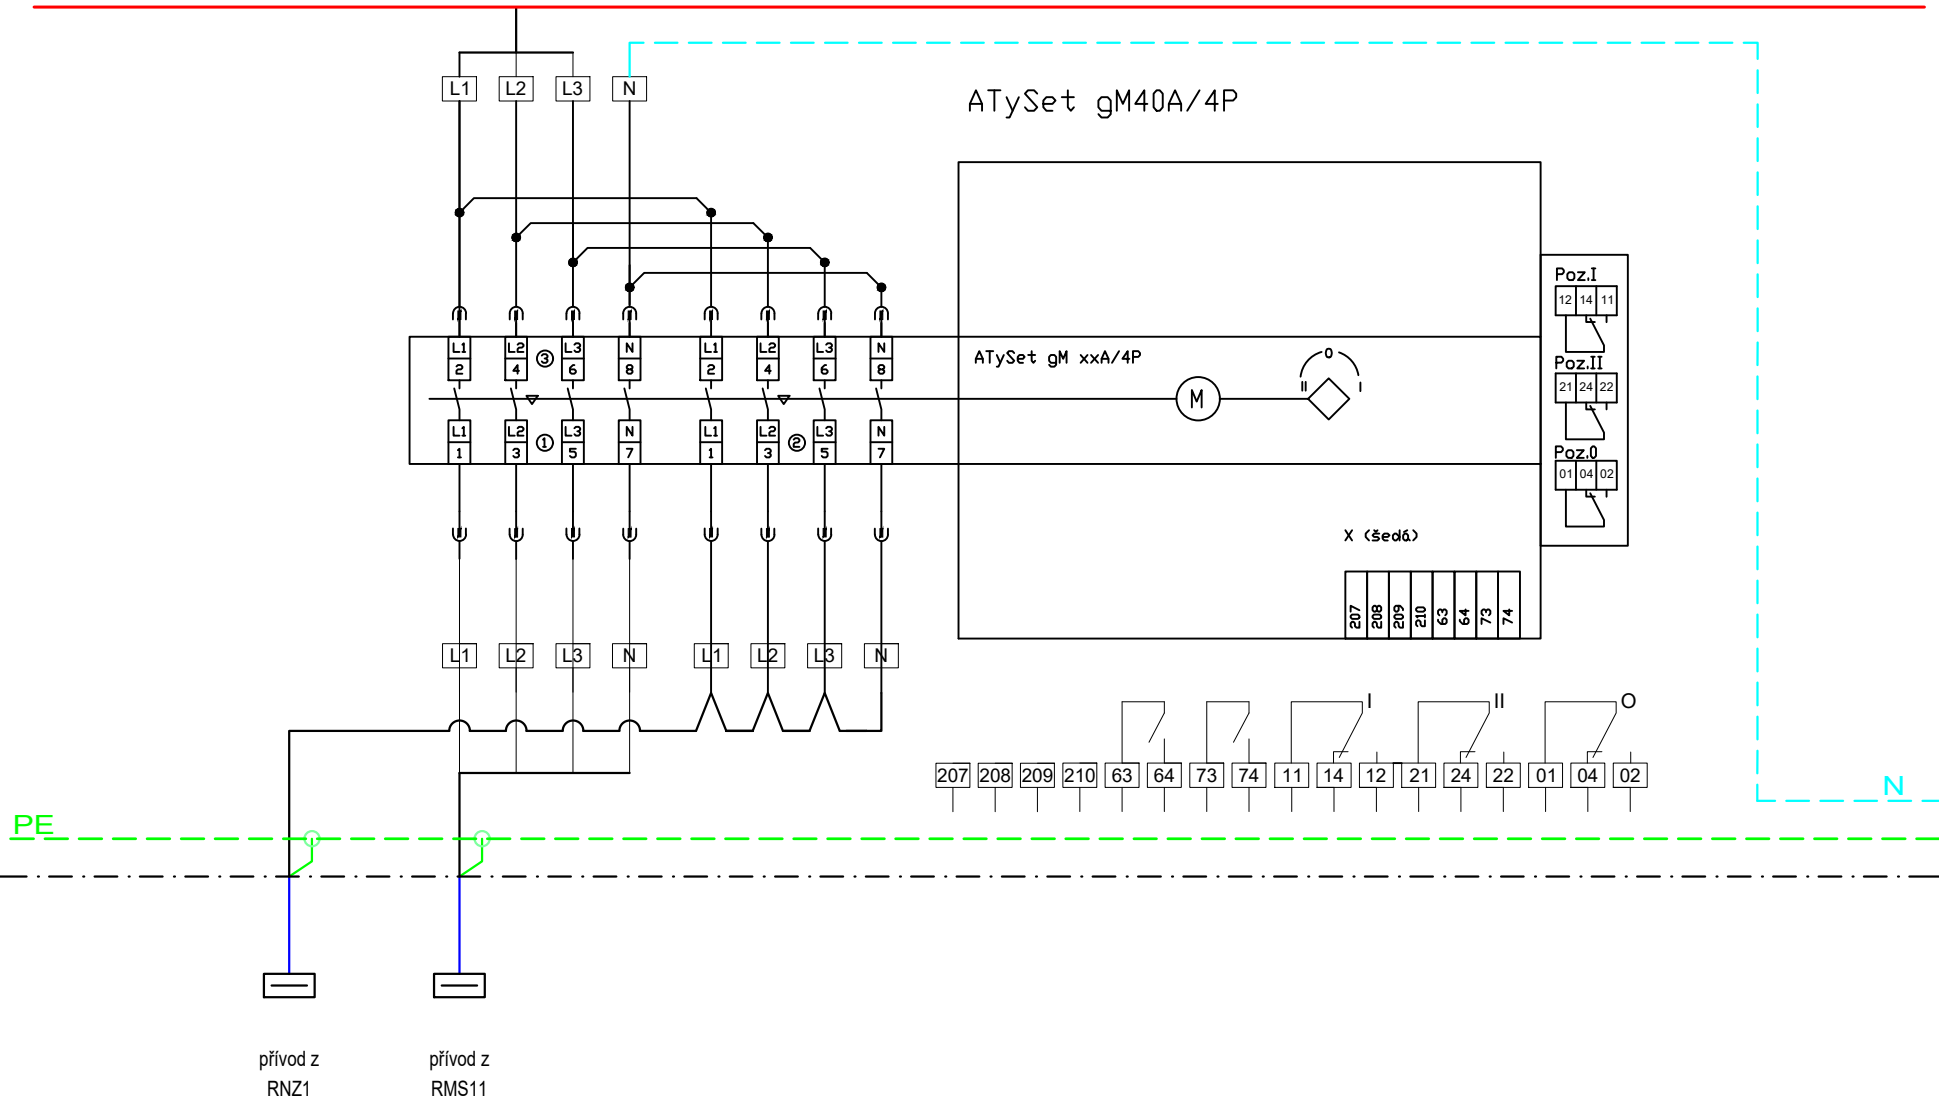 L1 L2 L3 N
ATySet gM40A/4P
Poz.I
12 14 11
L1 L2 L3 N L1 L2 L3 N
2 4 ③ 6 8 2 4 6 8
ATySet gM xxA/4P
0
II I
M
Poz.II
21 24 22
L1 L2 L3 N L1 L2 L3 N
1 3 ① 5 7 1 3 ② 5 7
Poz.0
01 04 02
X (šedá)
207 208 209 210 63 64 73 74
L1 L2 L3 N L1 L2 L3 N
I II O
207 208 209 210 63 64 73 74 11 14 12 21 24 22 01 04 02
N
PE
přívod z
RNZ1
přívod z
RMS11